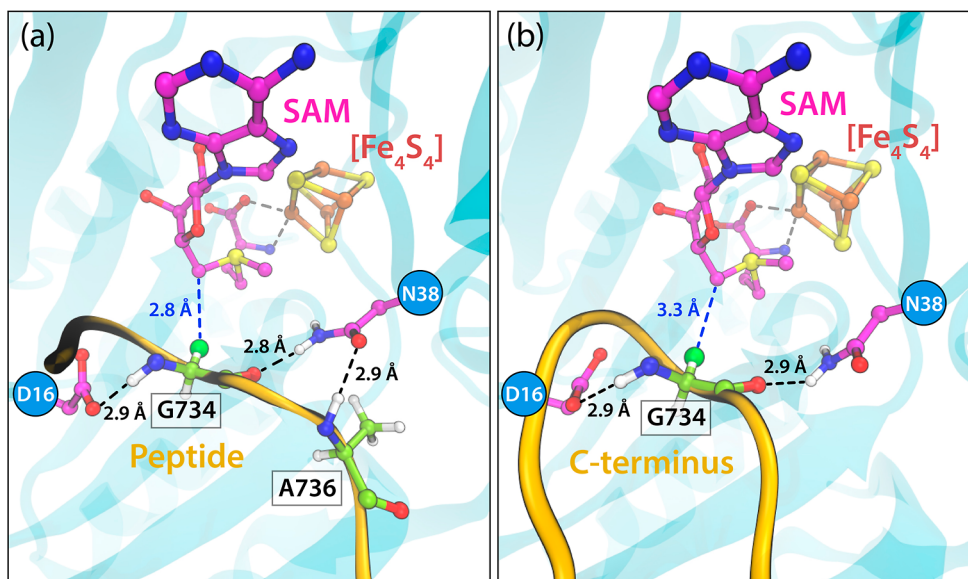 (a)
SAM
[Fe4S4]
2.8 Å
N38
2.8 Å
2.9 Å
D16
2.9 Å
G734
Peptide
A736
(b)
SAM
[Fe4S4]
3.3 Å
N38
2.9 Å
D16
2.9 Å
G734
C-terminus